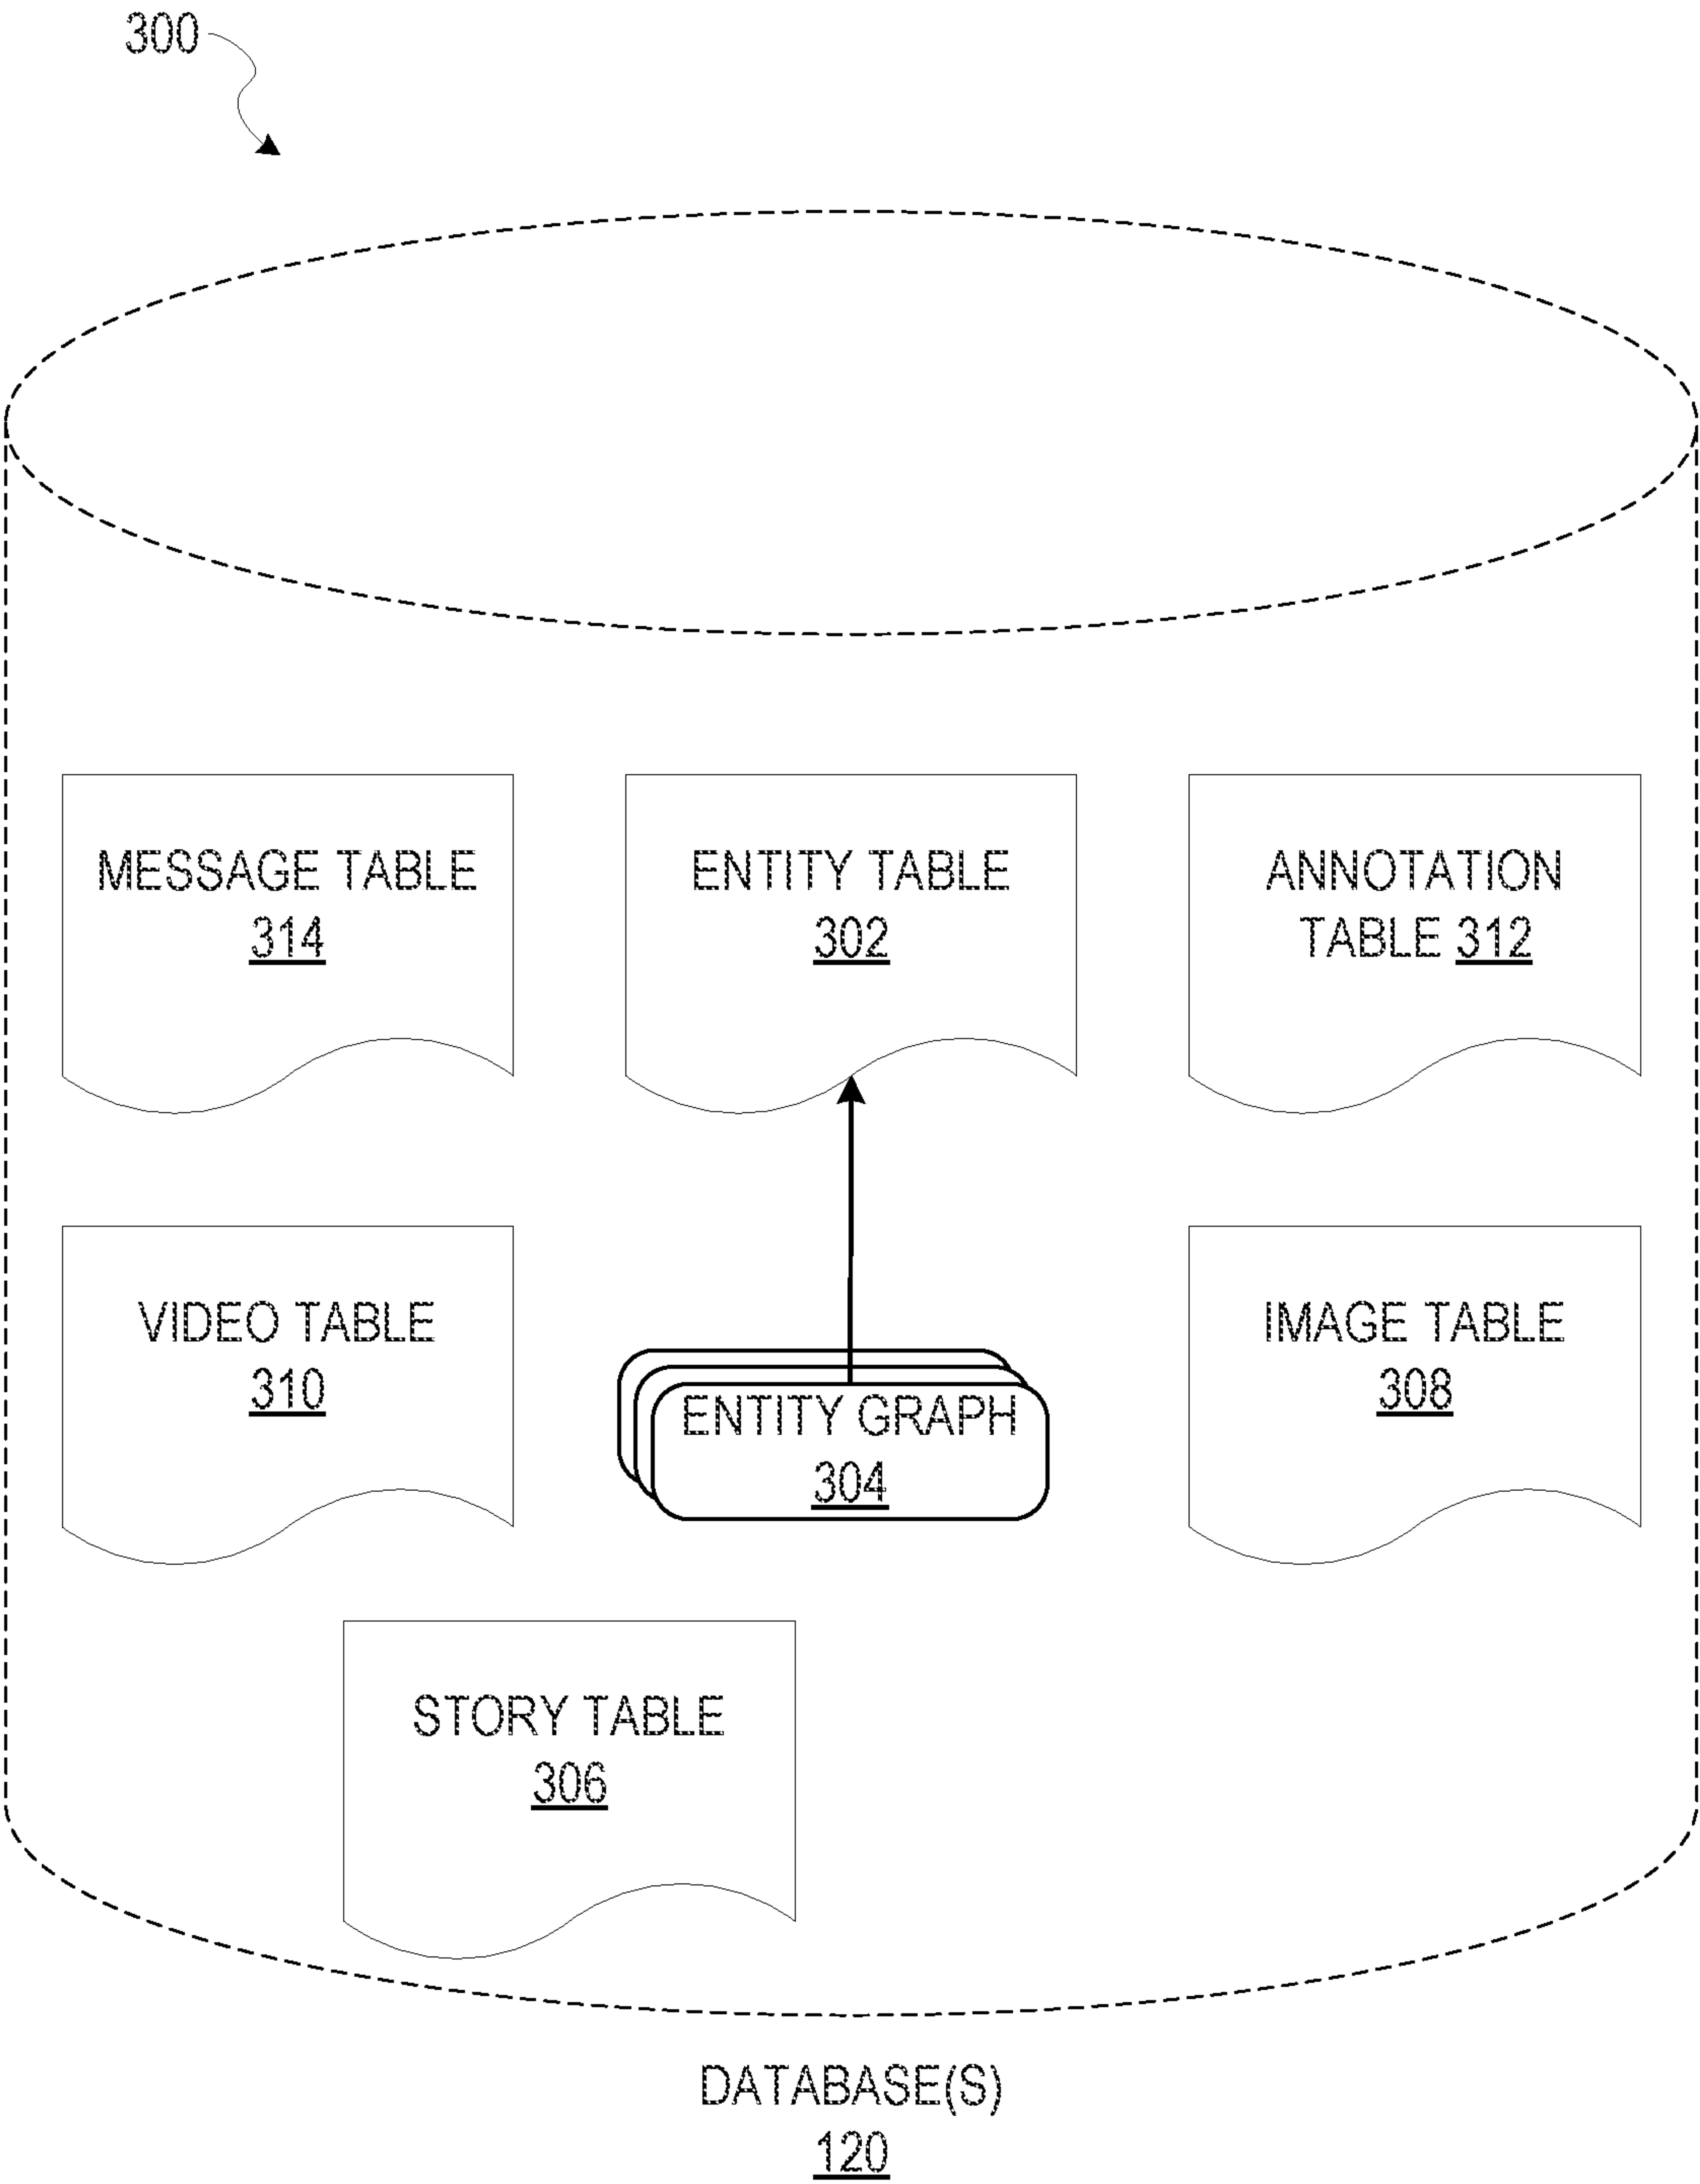 300
MESSAGE TABLE
314
ENTITY TABLE
302
ANNOTATION
TABLE 312
VIDEO TABLE
310
ENTITY GRAPH
304
IMAGE TABLE
308
STORY TABLE
306
DATABASE(S)
120